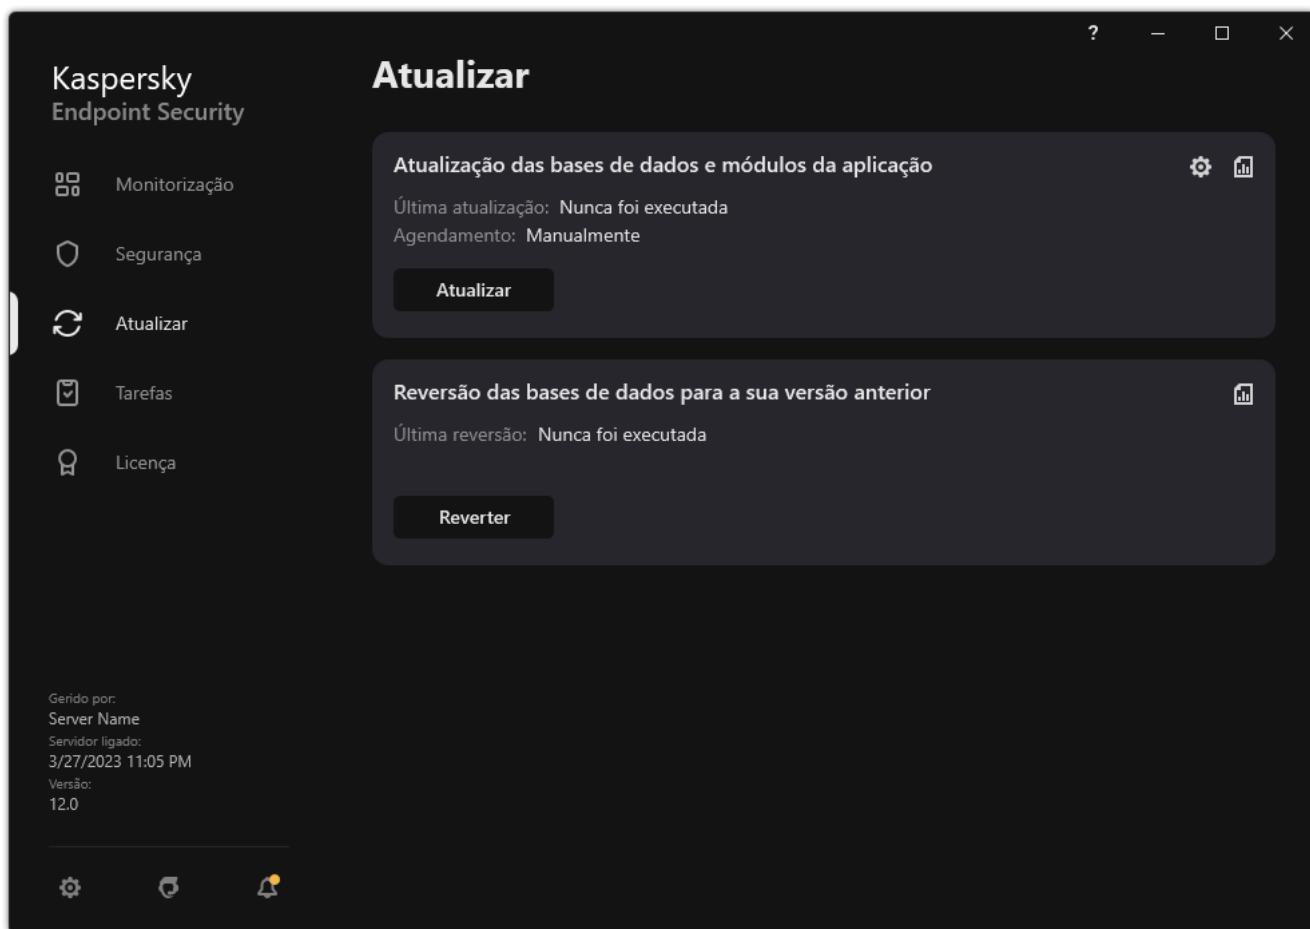 ?
Kaspersky
Endpoint Security
Monitorização
Segurança
Atualizar
Tarefas
Licença
Gerido por:
Server Name
Servidor ligado:
3/27/2023 11:05 PM
Versão:
12.0
Atualizar
Atualização das bases de dados e módulos da aplicação
Última atualização: Nunca foi executada
Agendamento: Manualmente
Atualizar
Reversão das bases de dados para a sua versão anterior
Última reversão: Nunca foi executada
Reverter